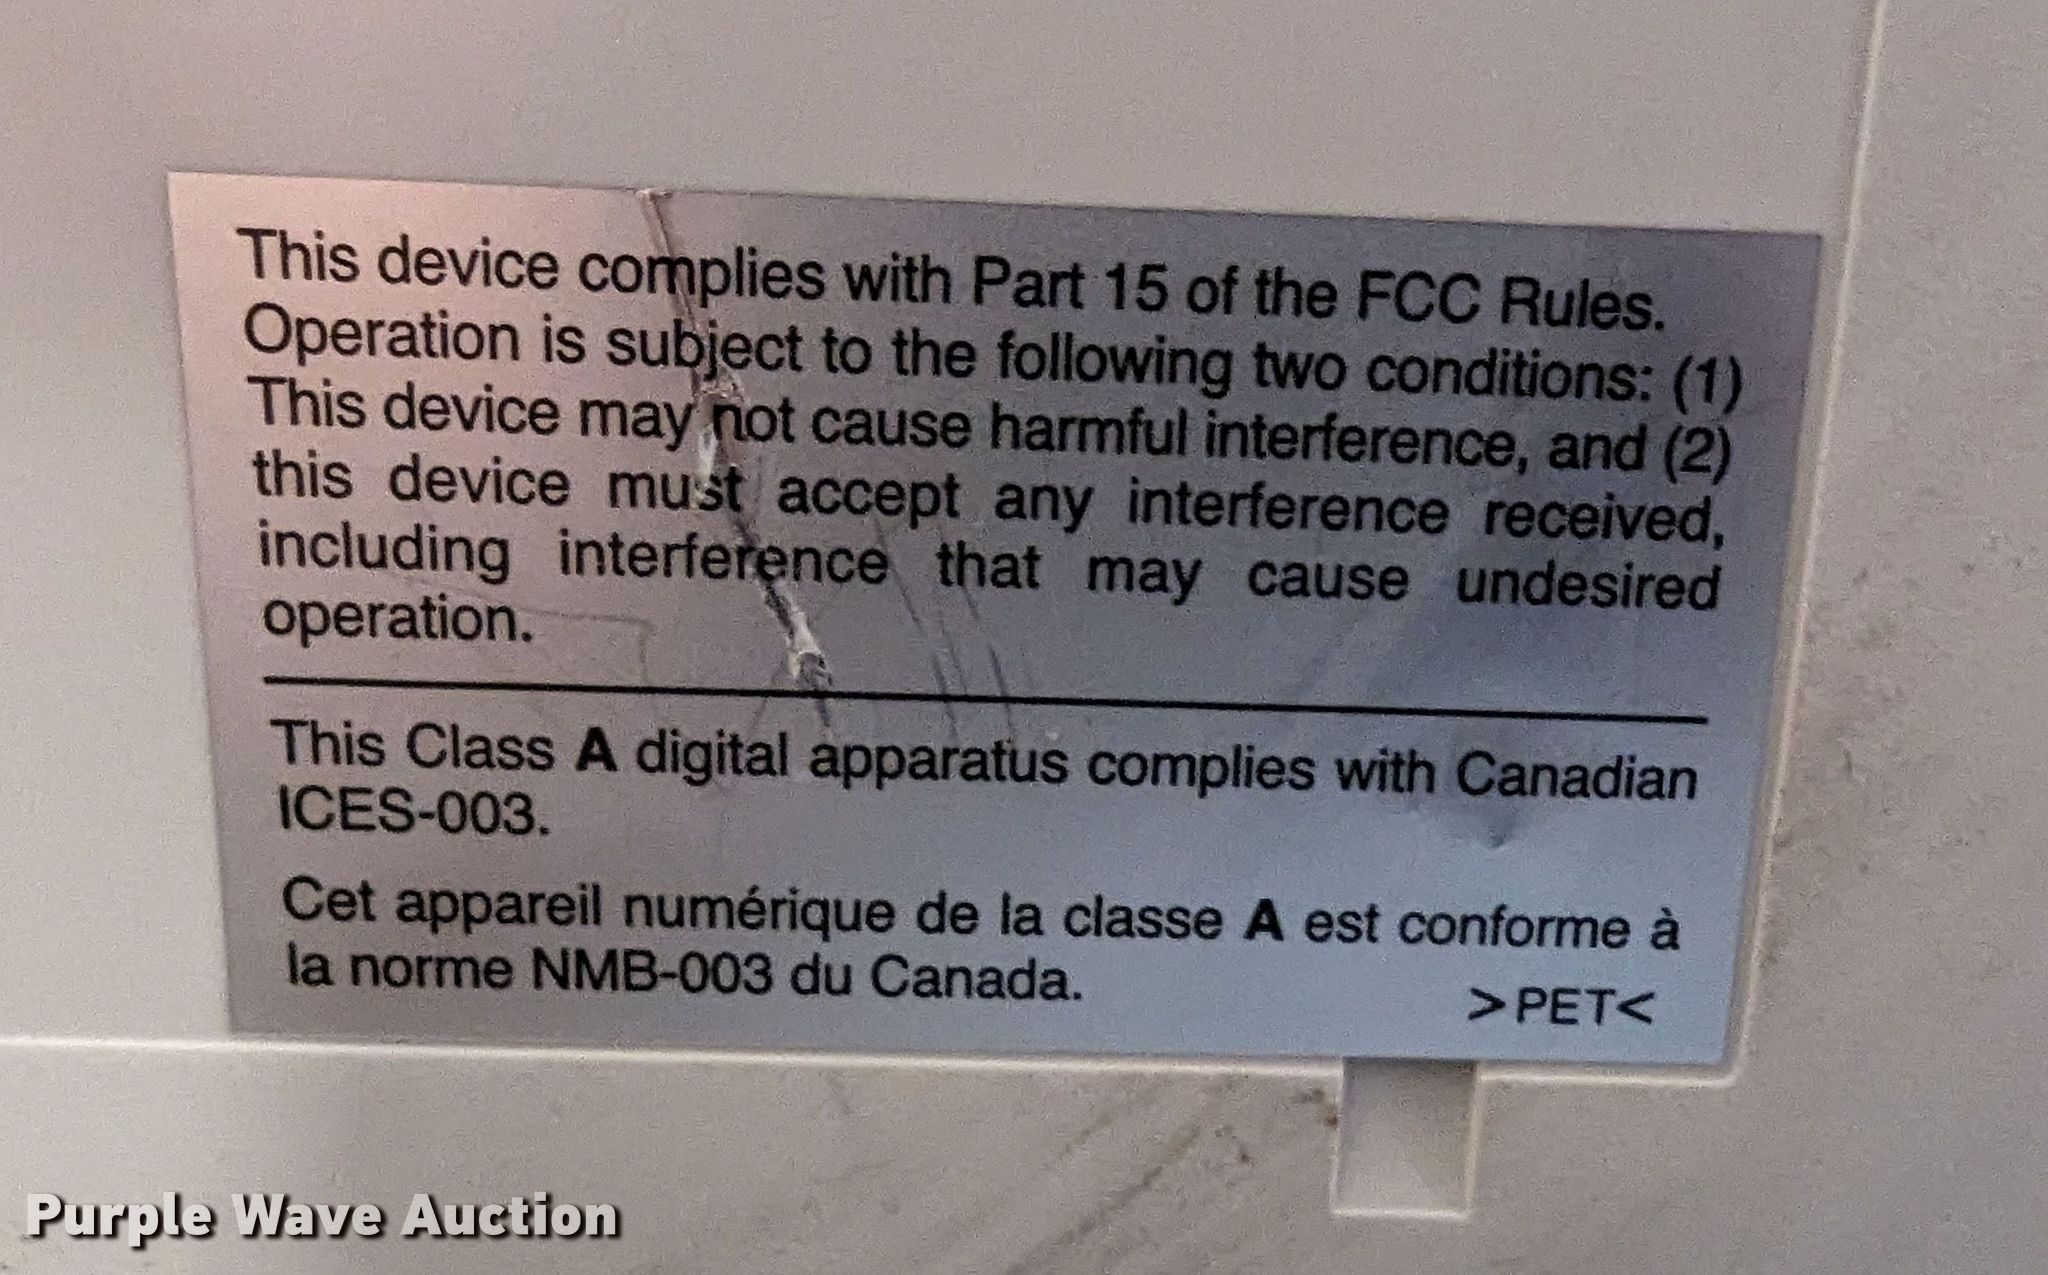 This device complies with Part 15 of the FCC Rules.
Operation is subject to the following two conditions: (1)
This device may not cause harmful interference, and (2)
this device must accept any interference received,
including interference that may cause undesired
operation.
This Class A digital apparatus complies with Canadian
ICES-003.
Cet appareil numérique de la classe A est conforme à
la norme NMB-003 du Canada.
>PET<
Purple Wave Auction